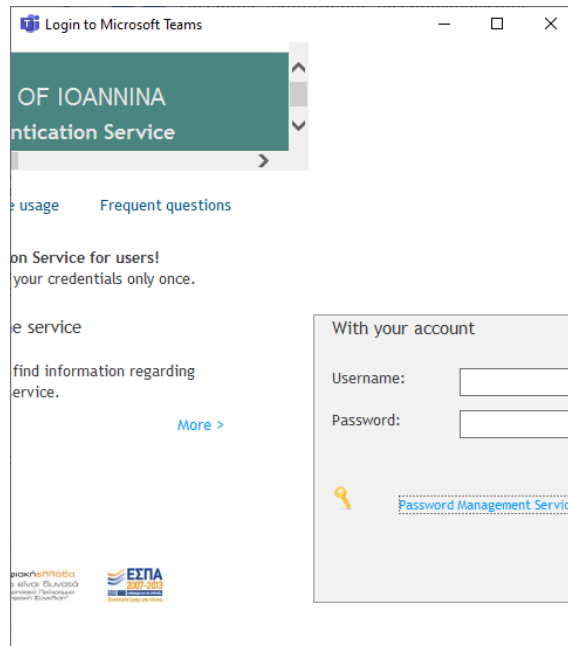 Login to Microsoft Teams
OF IOANNINA
ntication Service
e usage Frequent questions
on Service for users!
your credentials only once.
e service
find information regarding
ervice.
More >
With your account
Username:
Password:
Password Management Servic
ΕΣΠΑ
2007-2013